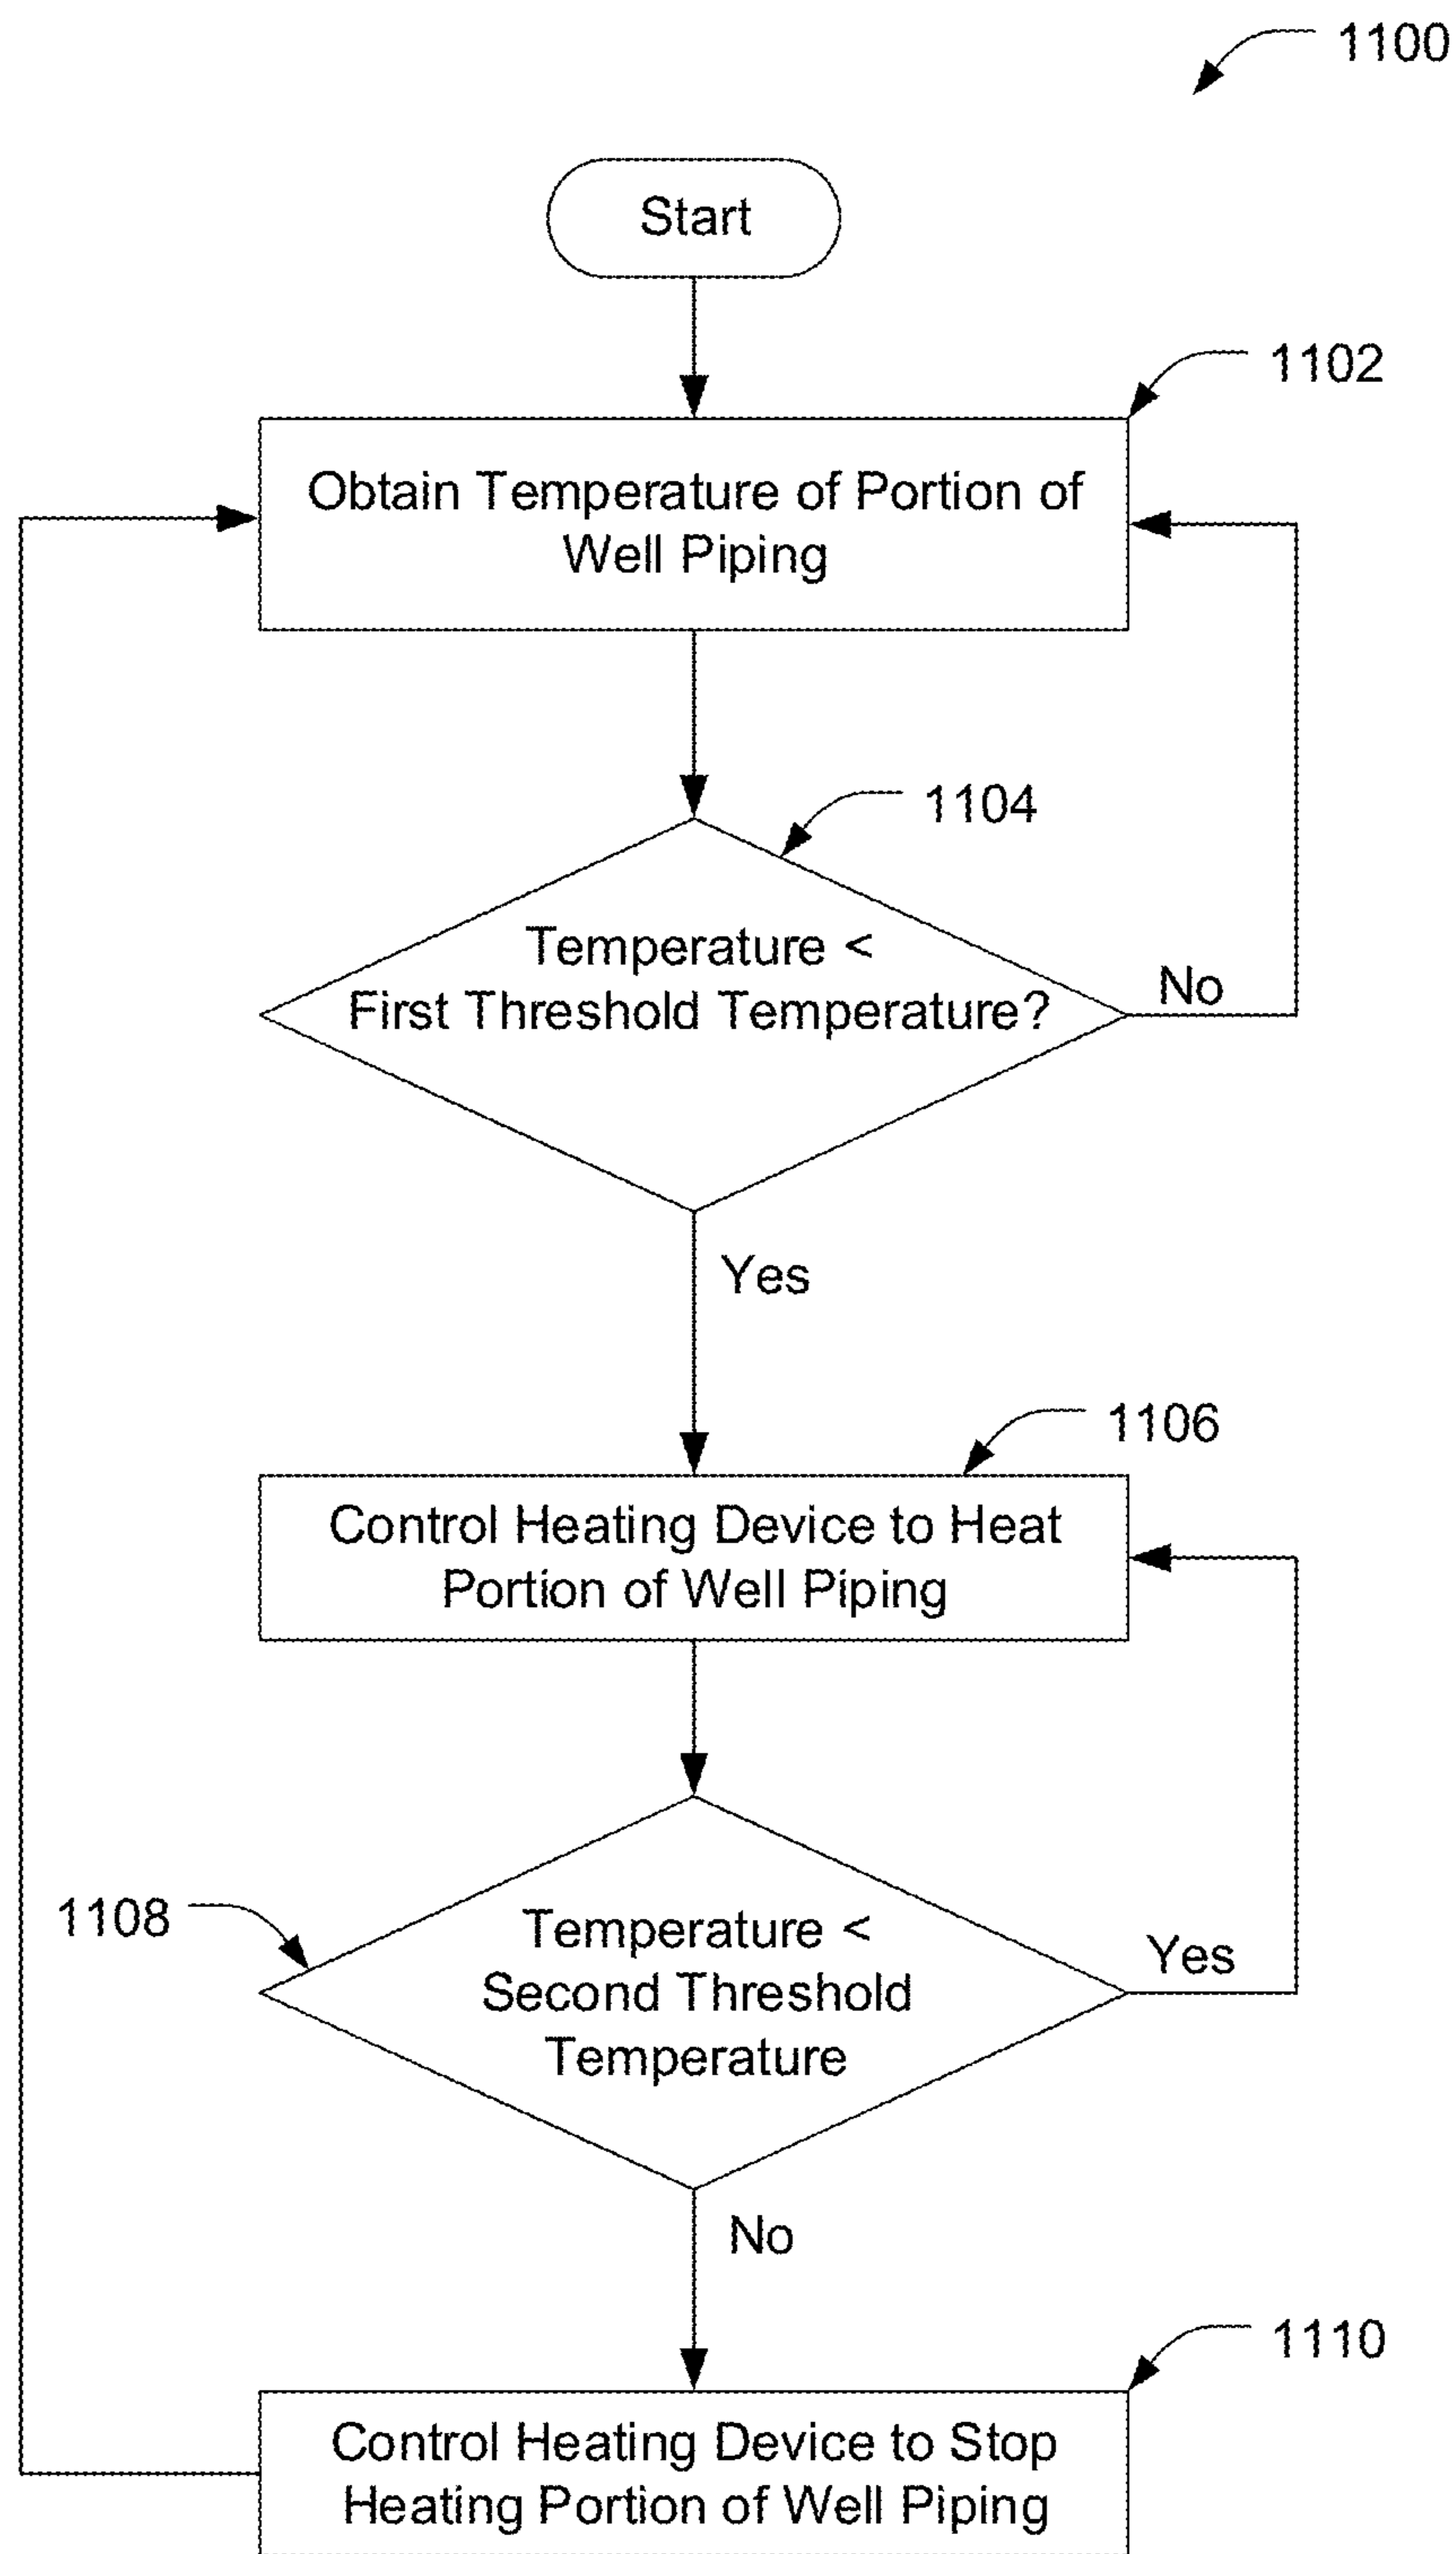 1100
Start
1102
Obtain Temperature of Portion of
Well Piping
1104
Temperature <
First Threshold Temperature?
No
Yes
1106
Control Heating Device to Heat
Portion of Well Piping
1108
Temperature <
Second Threshold
Temperature
Yes
No
1110
Control Heating Device to Stop
Heating Portion of Well Piping